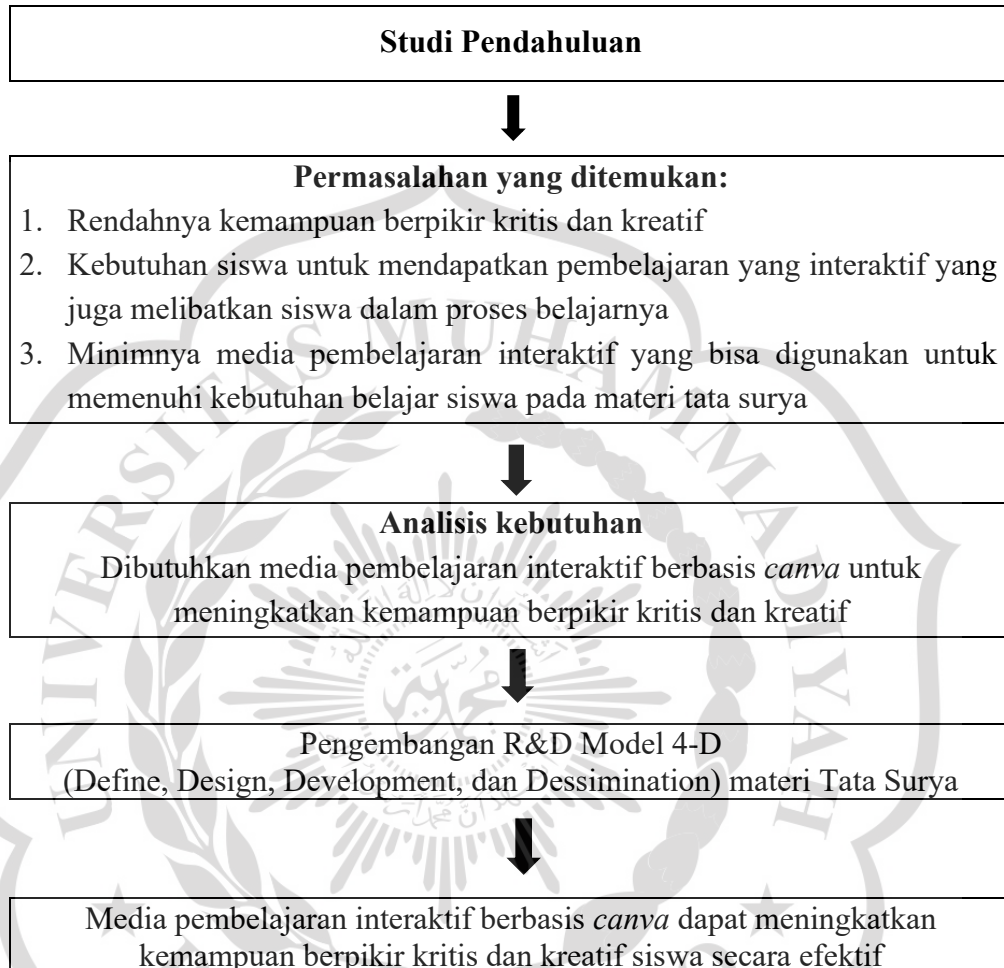 Studi Pendahuluan
Permasalahan yang ditemukan:
1. Rendahnya kemampuan berpikir kritis dan kreatif
2. Kebutuhan siswa untuk mendapatkan pembelajaran yang interaktif yang
juga melibatkan siswa dalam proses belajarnya
3. Minimnya media pembelajaran interaktif yang bisa digunakan untuk
memenuhi kebutuhan belajar siswa pada materi tata surya
Analisis kebutuhan
Dibutuhkan media pembelajaran interaktif berbasis canva untuk
meningkatkan kemampuan berpikir kritis dan kreatif
Pengembangan R&D Model 4-D
(Define, Design, Development, dan Dessimination) materi Tata Surya
Media pembelajaran interaktif berbasis canva dapat meningkatkan
kemampuan berpikir kritis dan kreatif siswa secara efektif
UNIVERSITAS MUHAMMADIYAH